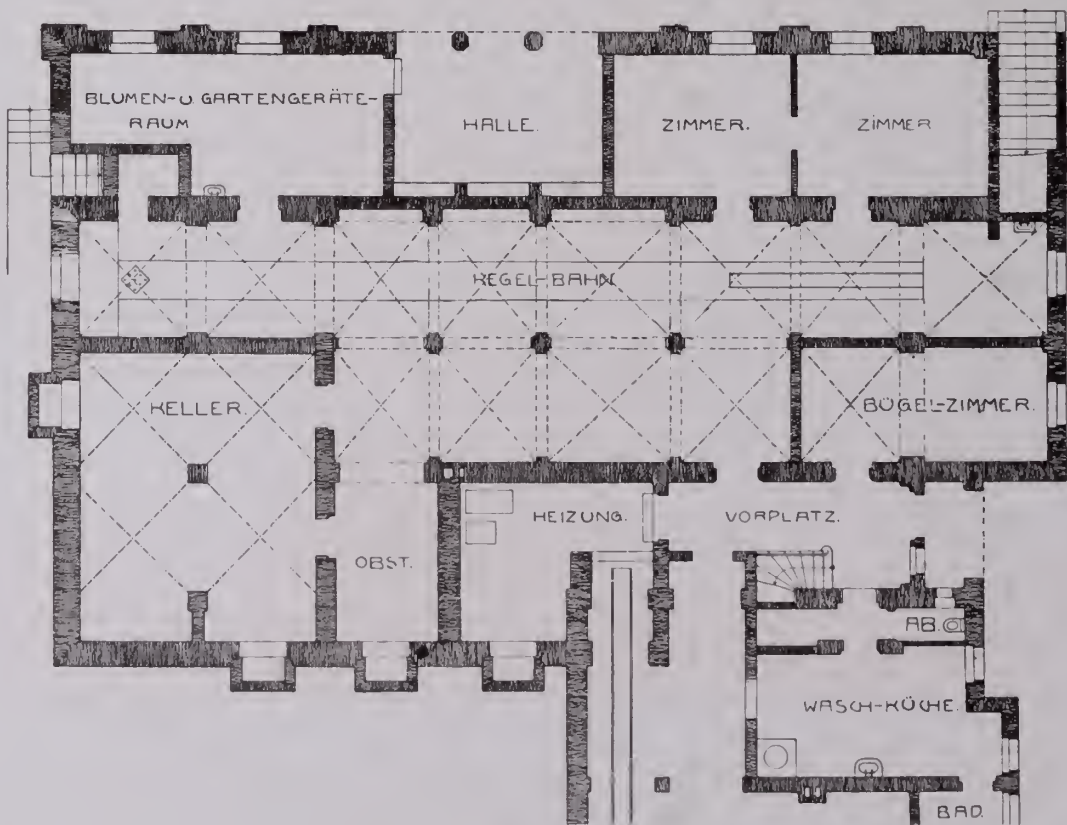 BLUMEN- U. GARTENGERÄTE-
RAUM
HALLE.
ZIMMER.
ZIMMER
KEGEL-BAHN
KELLER.
BÜGEL-ZIMMER.
HEIZUNG.
VORPLATZ.
OBST.
AB.
WASCH-KÜCHE.
BAD.